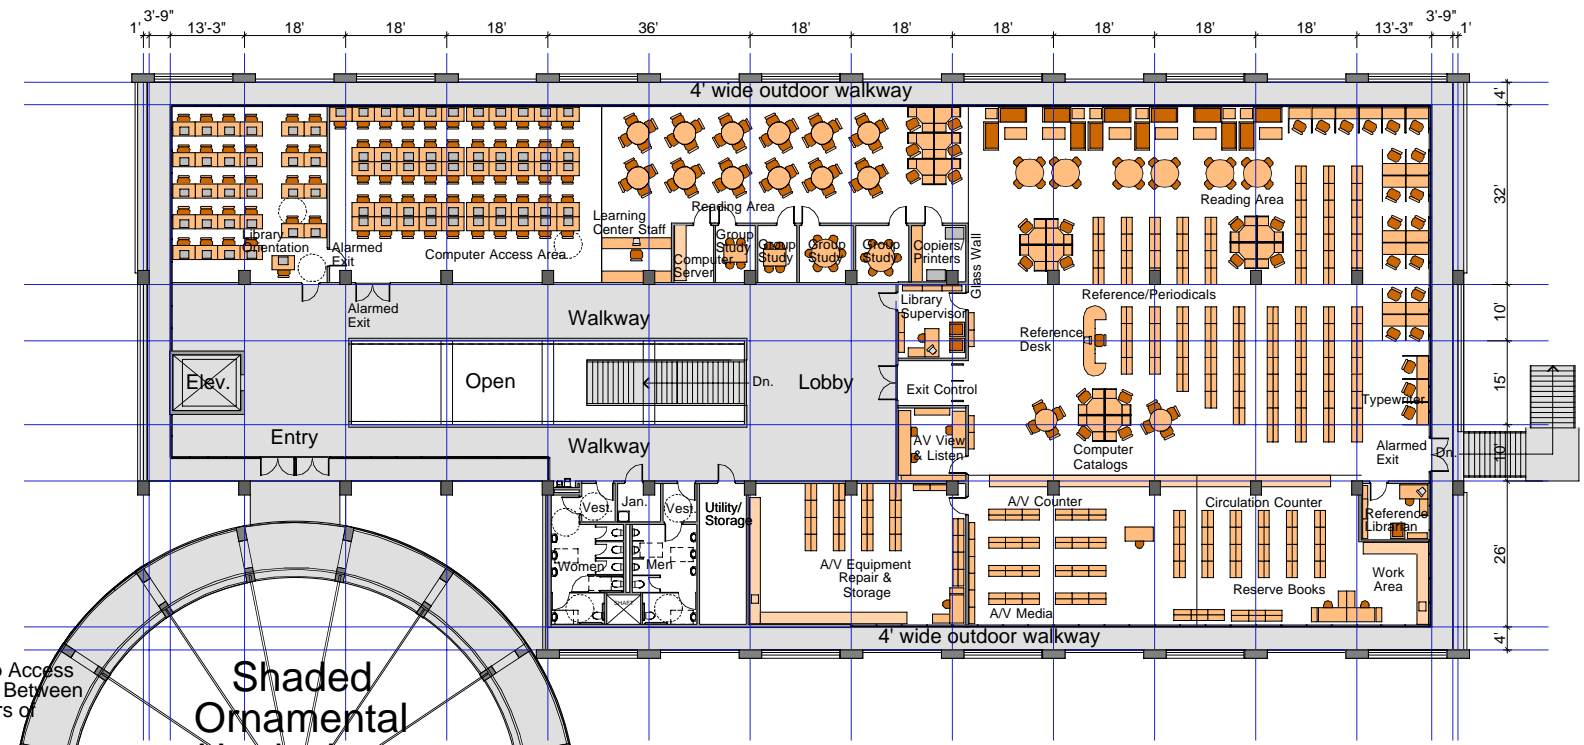 3'-9"
3'-9"
1'
13'-3"
18'
18'
18'
36'
18'
18'
18'
18'
18'
18'
13'-3"
1'
4' wide outdoor walkway
4'
32'
10'
15'
10'
26'
4'
Library
Orientation
Alarmed
Exit
Computer Access Area
Learning
Center Staff
Reading Area
Computer
Server
Group
Study
Group
Study
Group
Study
Group
Study
Copiers/
Printers
Glass Wall
Reading Area
Alarmed
Exit
Walkway
Library
Supervisor
Reference/Periodicals
Reference
Desk
Elev.
Open
Dn.
Lobby
Exit Control
Typewriter
Entry
Walkway
AV View
& Listen
Computer
Catalogs
Alarmed
Exit
Dn.
Vest.
Jan.
Vest.
Utility/
Storage
A/V Counter
Circulation Counter
Reference
Librarian
Women
Men
SHAFT
A/V Equipment
Repair &
Storage
A/V Media
Reserve Books
Work
Area
4' wide outdoor walkway
Access
Between
of
Shaded
Ornamental